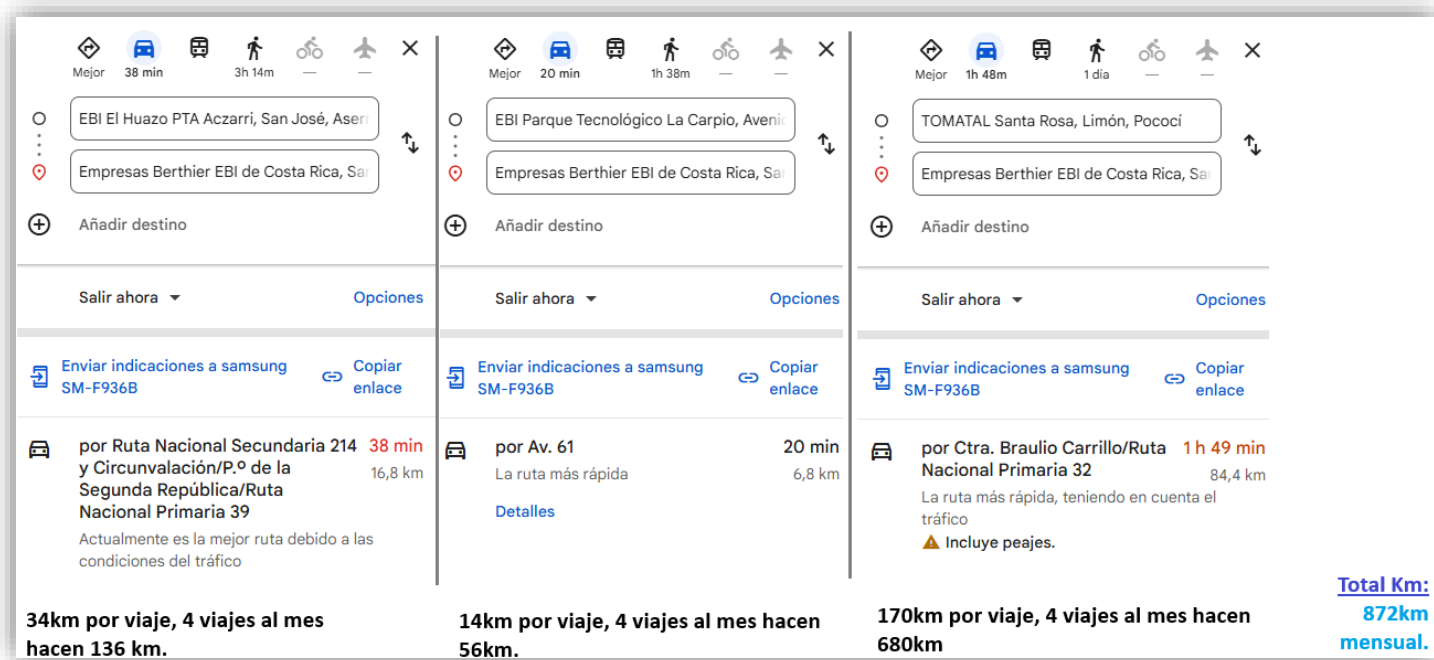 Mejor 38 min 3h 14m — —
EBI El Huazo PTA Aczarri, San José, Aserr
Empresas Berthier EBI de Costa Rica, Sar
Añadir destino
Salir ahora Opciones
Enviar indicaciones a samsung
SM-F936B
Copiar
enlace
por Ruta Nacional Secundaria 214 38 min
y Circunvalación/P.º de la 16,8 km
Segunda República/Ruta
Nacional Primaria 39
Actualmente es la mejor ruta debido a las
condiciones del tráfico
34km por viaje, 4 viajes al mes
hacen 136 km.
Mejor 20 min 1h 38m — —
EBI Parque Tecnológico La Carpio, Avenic
Empresas Berthier EBI de Costa Rica, Sar
Añadir destino
Salir ahora Opciones
Enviar indicaciones a samsung
SM-F936B
Copiar
enlace
por Av. 61 20 min
La ruta más rápida 6,8 km
Detalles
14km por viaje, 4 viajes al mes hacen
56km.
Mejor 1h 48m 1 día — —
TOMATAL Santa Rosa, Limón, Pococí
Empresas Berthier EBI de Costa Rica, Sa
Añadir destino
Salir ahora Opciones
Enviar indicaciones a samsung
SM-F936B
Copiar
enlace
por Ctra. Braulio Carrillo/Ruta 1 h 49 min
Nacional Primaria 32 84,4 km
La ruta más rápida, teniendo en cuenta el
tráfico
Incluye peajes.
170km por viaje, 4 viajes al mes hacen
680km
Total Km:
872km
mensual.